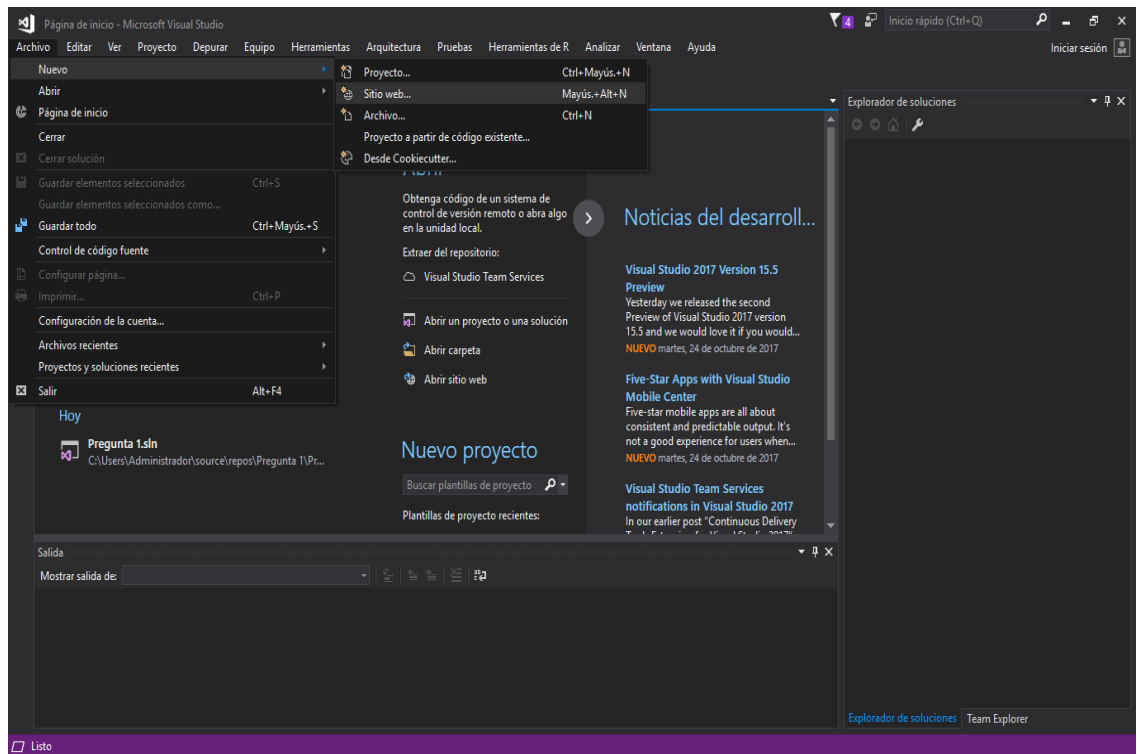 Página de inicio - Microsoft Visual Studio
4
Inicio rápido (Ctrl+Q)
Archivo Editar Ver Proyecto Depurar Equipo Herramientas Arquitectura Pruebas Herramientas de R Analizar Ventana Ayuda
Iniciar sesión
Nuevo
Abrir
Página de inicio
Cerrar
Cerrar solución
Guardar elementos seleccionados Ctrl+S
Guardar elementos seleccionados como...
Guardar todo Ctrl+Mayús.+S
Control de código fuente
Configurar página...
Imprimir... Ctrl+P
Configuración de la cuenta...
Archivos recientes
Proyectos y soluciones recientes
Salir Alt+F4
Proyecto... Ctrl+Mayús.+N
Sitio web... Mayús.+Alt+N
Archivo... Ctrl+N
Proyecto a partir de código existente...
Desde Cookiecutter...
Hoy
Pregunta 1.sln
C:\Users\Administrador\source\repos\Pregunta 1\Pr...
Abrir
Obtenga código de un sistema de
control de versión remoto o abra algo
en la unidad local.
Extraer del repositorio:
Visual Studio Team Services
Abrir un proyecto o una solución
Abrir carpeta
Abrir sitio web
Nuevo proyecto
Buscar plantillas de proyecto
Plantillas de proyecto recientes:
Noticias del desarroll...
Visual Studio 2017 Version 15.5
Preview
Yesterday we released the second
Preview of Visual Studio 2017 version
15.5 and we would love it if you would...
NUEVO martes, 24 de octubre de 2017
Five-Star Apps with Visual Studio
Mobile Center
Five-star mobile apps are all about
consistent and predictable output. It's
not a good experience for users when...
NUEVO martes, 24 de octubre de 2017
Visual Studio Team Services
notifications in Visual Studio 2017
In our earlier post "Continuous Delivery
Explorador de soluciones
Salida
Mostrar salida de:
Explorador de soluciones Team Explorer
Listo